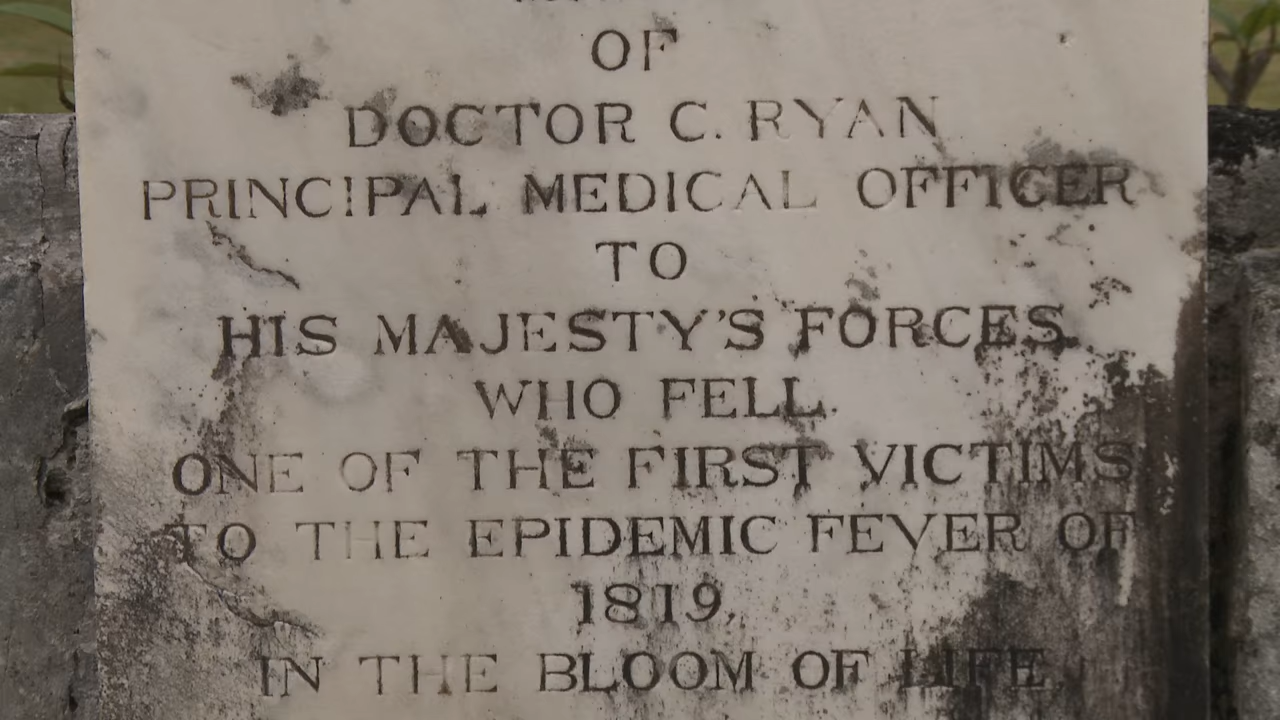 OF
DOCTOR C. RYAN
PRINCIPAL MEDICAL OFFICER
TO
HIS MAJESTY'S FORCES
WHO FELL.
ONE OF THE FIRST VICTIMS
TO THE EPIDEMIC FEVER OF
1819,
IN THE BLOOM OF LIFE